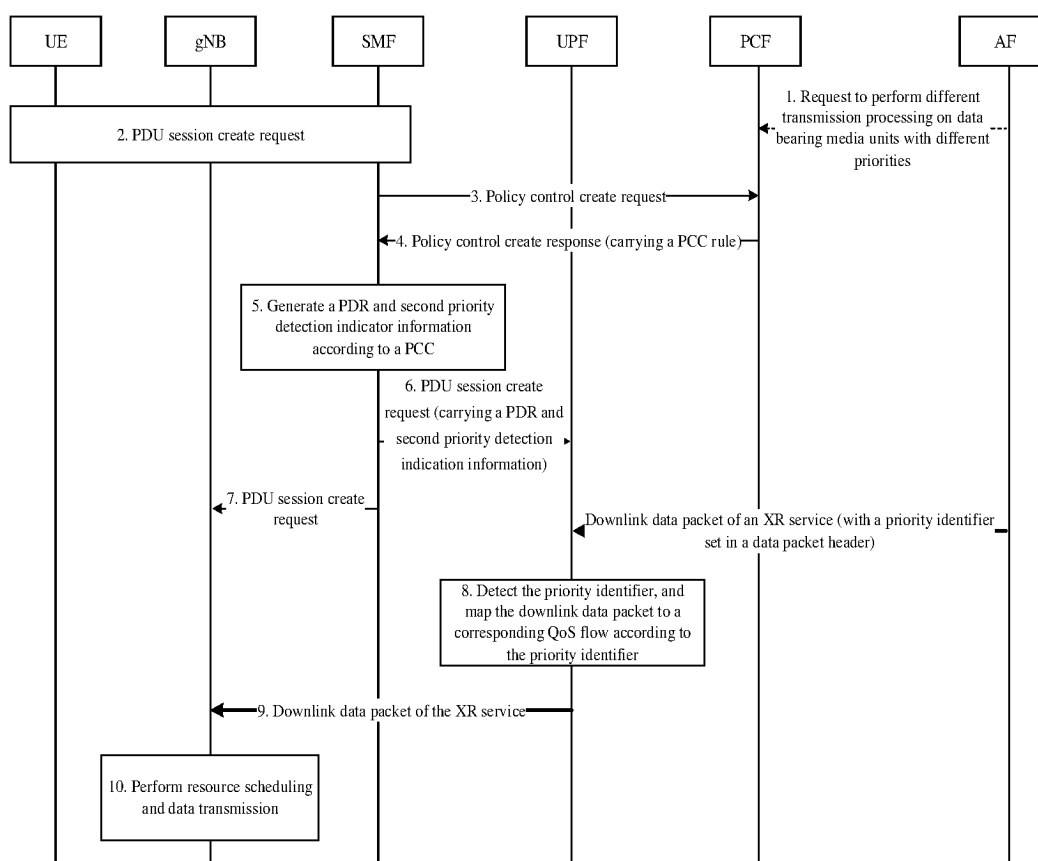 UE
gNB
SMF
UPF
PCF
AF
1. Request to perform different
transmission processing on data
bearing media units with different
priorities
2. PDU session create request
3. Policy control create request
4. Policy control create response (carrying a PCC rule)
5. Generate a PDR and second priority
detection indicator information
according to a PCC
6. PDU session create
request (carrying a PDR and
second priority detection
indication information)
7. PDU session create
request
Downlink data packet of an XR service (with a priority identifier
set in a data packet header)
8. Detect the priority identifier, and
map the downlink data packet to a
corresponding QoS flow according to
the priority identifier
9. Downlink data packet of the XR service
10. Perform resource scheduling
and data transmission